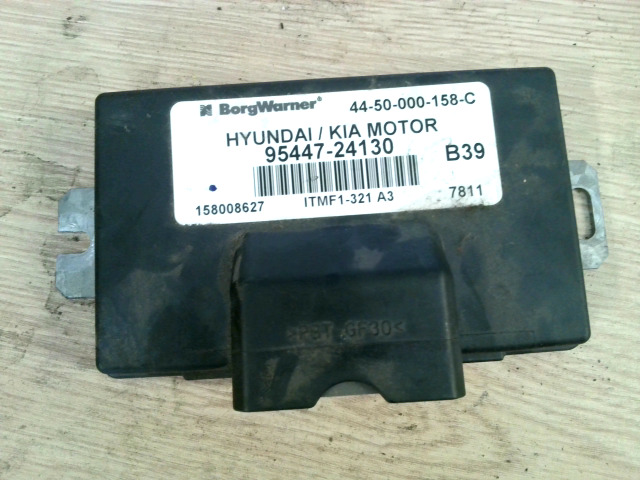 BorgWarner® 44-50-000-158-C
HYUNDAI / KIA MOTOR
95447-24130 B39
158008627 ITMF1-321 A3 7811
>PBT-GF30<